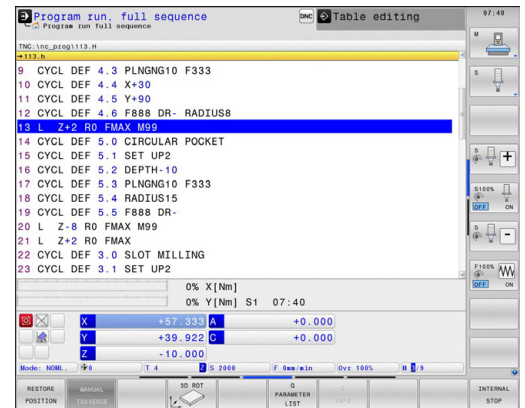 Program run, full sequence
DNC
Table editing
07:40
Program run full sequence
TNC:\nc_prog\113.H
→113.h
9 CYCL DEF 4.3 PLNGNG10 F333
10 CYCL DEF 4.4 X+30
11 CYCL DEF 4.5 Y+90
12 CYCL DEF 4.6 F888 DR- RADIUS8
13 L Z+2 R0 FMAX M99
14 CYCL DEF 5.0 CIRCULAR POCKET
15 CYCL DEF 5.1 SET UP2
16 CYCL DEF 5.2 DEPTH-10
17 CYCL DEF 5.3 PLNGNG10 F333
18 CYCL DEF 5.4 RADIUS15
19 CYCL DEF 5.5 F888 DR-
20 L Z-8 R0 FMAX M99
21 L Z+2 R0 FMAX
22 CYCL DEF 3.0 SLOT MILLING
23 CYCL DEF 3.1 SET UP2
0% X[Nm]
0% Y[Nm] S1 07:40
X +57.333 A +0.000
Y +39.922 C +0.000
Z -10.000
Mode: NOML. 0 T 4 Z S 2000 F 0mm/min Ovr 100% M 3/9
M
S
S
+
S100%
OFF ON
S
-
F100%
OFF ON
RESTORE POSITION
MANUAL TRAVERSE
3D ROT
Q PARAMETER LIST
Q INFO
INTERNAL STOP